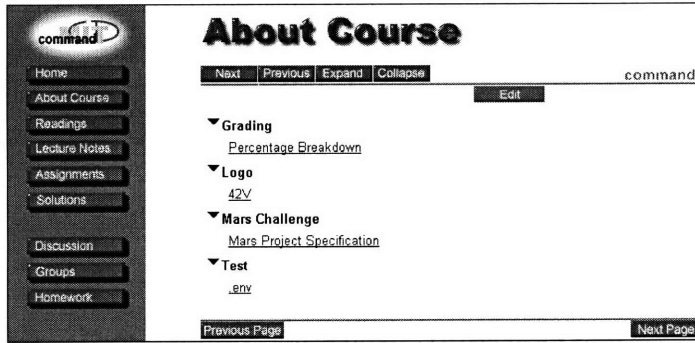 command
About Course
Home
About Course
Readings
Lecture Notes
Assignments
Solutions
Discussion
Groups
Homework
Next Previous Expand Collapse
command
Edit
Grading
Percentage Breakdown
Logo
42V
Mars Challenge
Mars Project Specification
Test
.env
Previous Page
Next Page